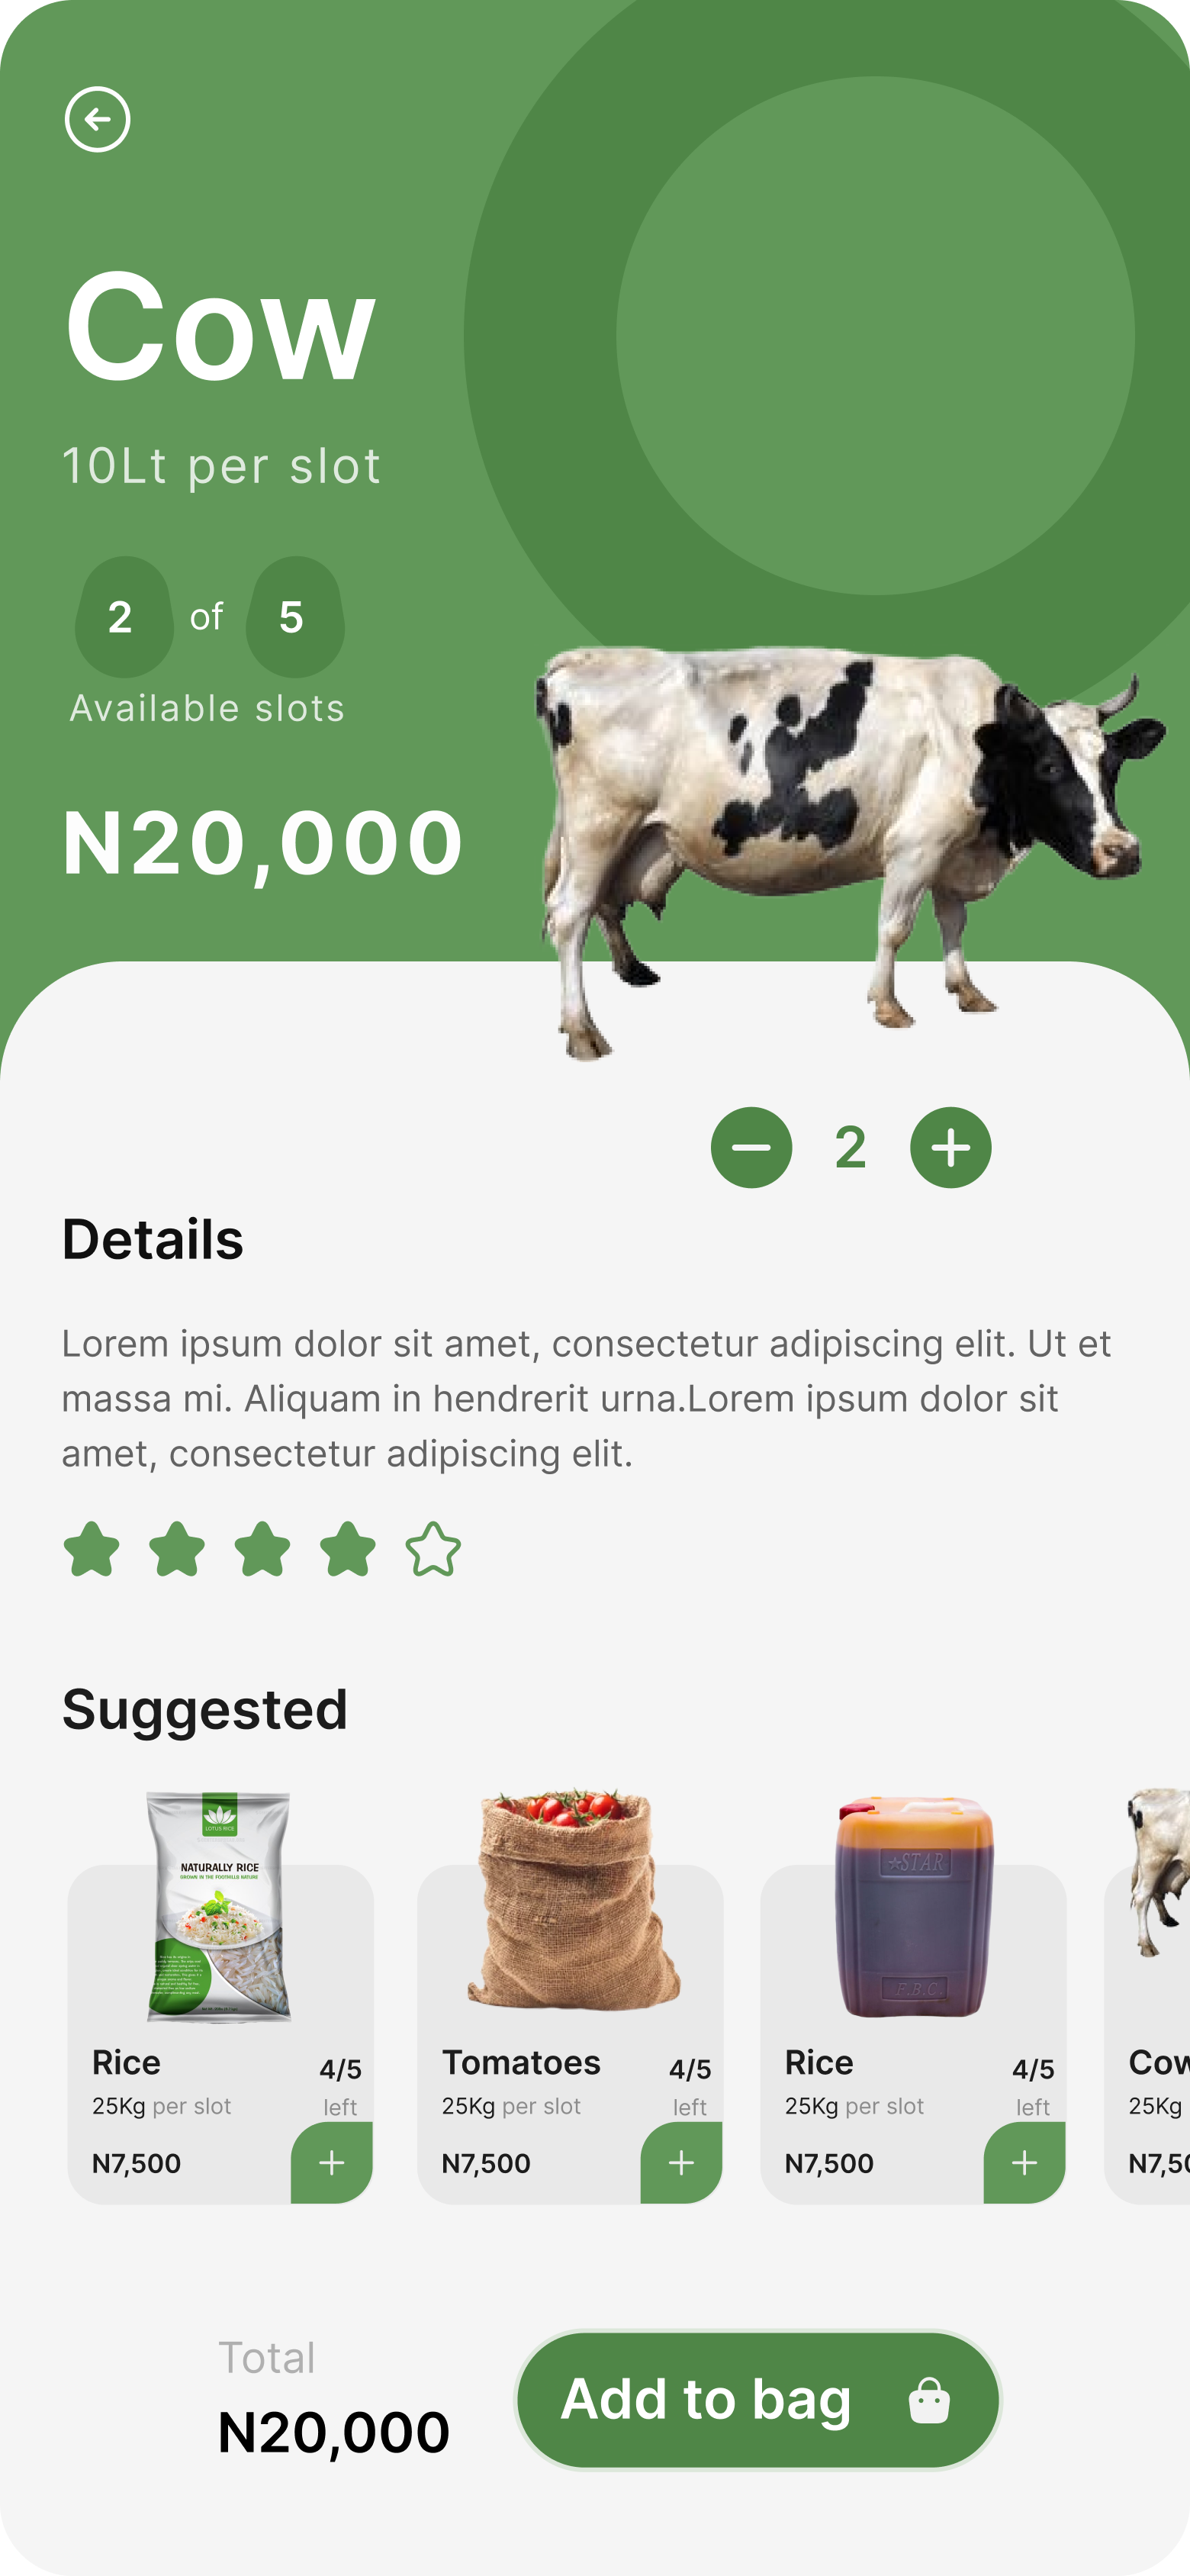 Cow
10Lt per slot
2 of 5
Available slots
N20,000
2
Details
Lorem ipsum dolor sit amet, consectetur adipiscing elit. Ut et
massa mi. Aliquam in hendrerit urna.Lorem ipsum dolor sit
amet, consectetur adipiscing elit.
Suggested
LOTUS RICE
NATURALLY RICE
GROWN IN THE FOOTHILLS NATURE
STAR
F.B.C.
Rice
4/5
25Kg per slot
left
N7,500
Tomatoes
4/5
25Kg per slot
left
N7,500
Rice
4/5
25Kg per slot
left
N7,500
Cow
25Kg
Total
N20,000
Add to bag